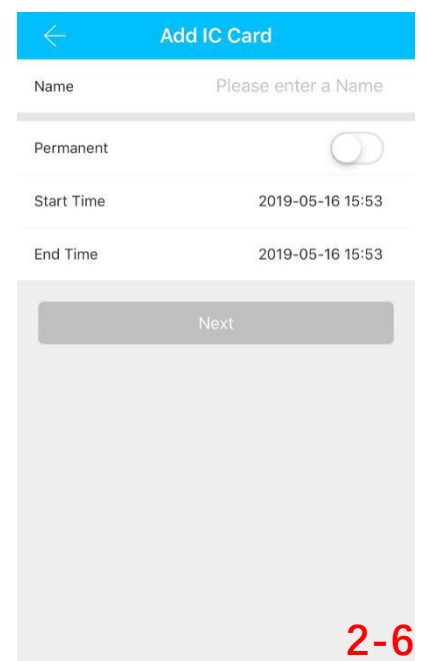 Add IC Card
Name Please enter a Name
Permanent
Start Time 2019-05-16 15:53
End Time 2019-05-16 15:53
Next
2-6